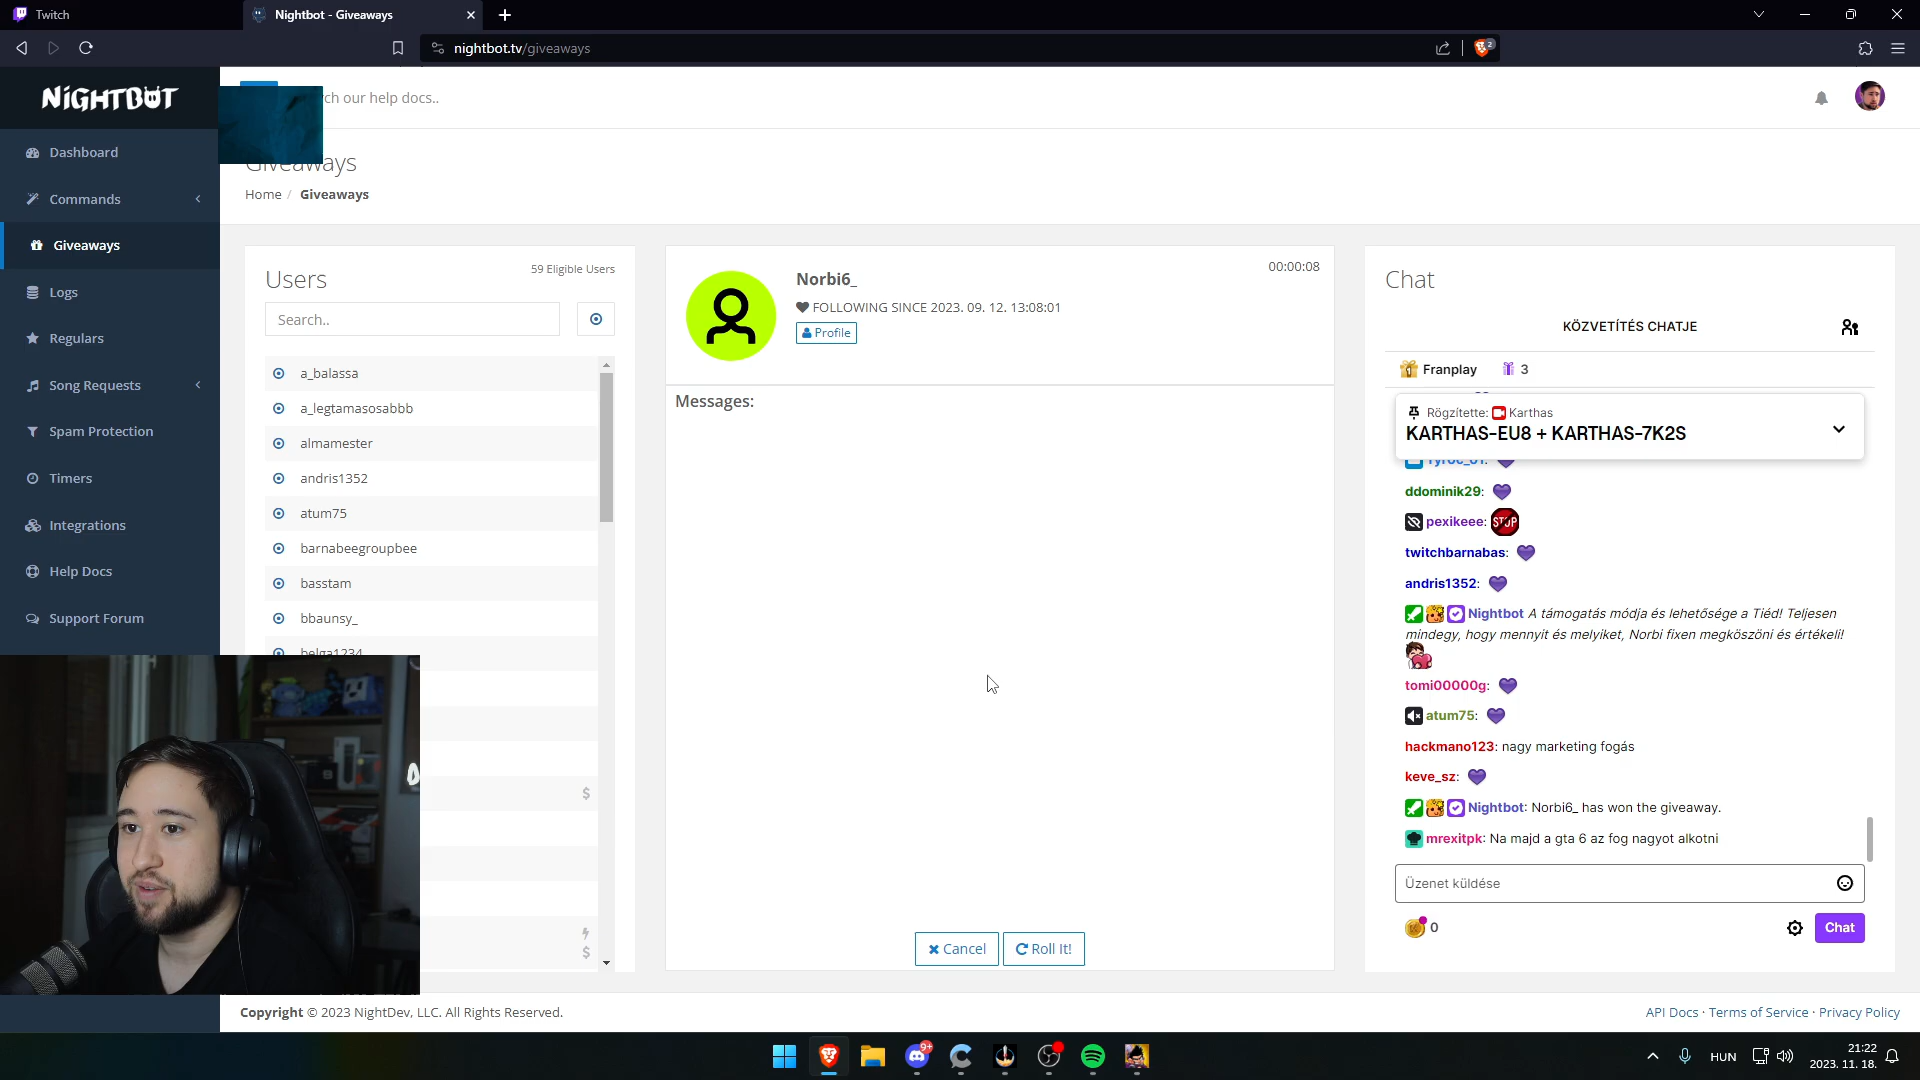 Twitch
Nightbot - Giveaways
nightbot.tv/giveaways
2
NiGHTBOT
ch our help docs..
Dashboard
Commands
Giveaways
Logs
Regulars
Song Requests
Spam Protection
Timers
Integrations
Help Docs
Support Forum
Giveaways
Home / Giveaways
Users
59 Eligible Users
Search..
a_balassa
a_legtamasosabbb
almamester
andris1352
atum75
barnabeegroupbee
basstam
bbaunsy_
belga1234
$
$
Norbi6_
00:00:08
FOLLOWING SINCE 2023. 09. 12. 13:08:01
Profile
Messages:
Cancel
Roll It!
Chat
KÖZVETÍTÉS CHATJE
Franplay
3
Rögzítette: Karthas
KARTHAS-EU8 + KARTHAS-7K2S
ddominik29:
pexikeee: STOP
twitchbarnabas:
andris1352:
Nightbot A támogatás módja és lehetősége a Tiéd! Teljesen
mindegy, hogy mennyit és melyiket, Norbi fixen megköszöni és értékeli!
tomi00000g:
atum75:
hackmano123: nagy marketing fogás
keve_sz:
Nightbot: Norbi6_ has won the giveaway.
mrexitpk: Na majd a gta 6 az fog nagyot alkotni
Üzenet küldése
0
Chat
Copyright © 2023 NightDev, LLC. All Rights Reserved.
API Docs · Terms of Service · Privacy Policy
9+
HUN
21:22
2023. 11. 18.